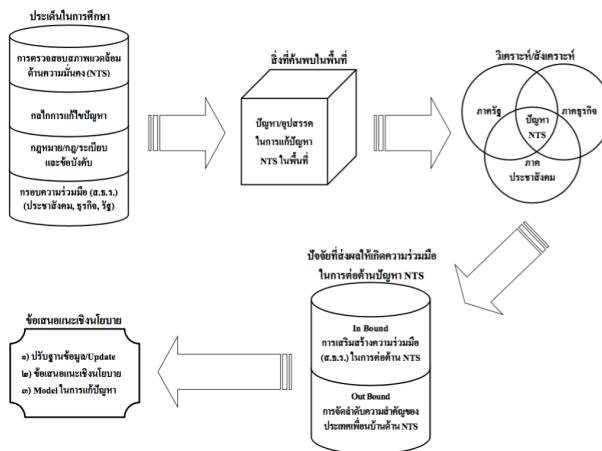 ประเด็นในการศึกษา
การตรวจสอบสภาพแวดล้อม
ด้านความมั่นคง (NTS)
กลไกการแก้ไขปัญหา
กฎหมาย/กฎ/ระเบียบ
และข้อบังคับ
กรอบความร่วมมือ (ส.ธ.ร.)
(ประชาสังคม, ธุรกิจ, รัฐ)
สิ่งที่ค้นพบในพื้นที่
ปัญหา/อุปสรรค
ในการแก้ปัญหา
NTS ในพื้นที่
วิเคราะห์/สังเคราะห์
ภาครัฐ
ภาคธุรกิจ
ปัญหา
NTS
ภาค
ประชาสังคม
ปัจจัยที่ส่งผลให้เกิดความร่วมมือ
ในการต่อต้านปัญหา NTS
In Bound
การเสริมสร้างความร่วมมือ
(ส.ธ.ร.) ในการต่อต้าน NTS
Out Bound
การจัดลำดับความสำคัญของ
ประเทศเพื่อนบ้านด้าน NTS
ข้อเสนอแนะเชิงนโยบาย
๑) ปรับฐานข้อมูล/Update
๒) ข้อเสนอแนะเชิงนโยบาย
๓) Model ในการแก้ปัญหา